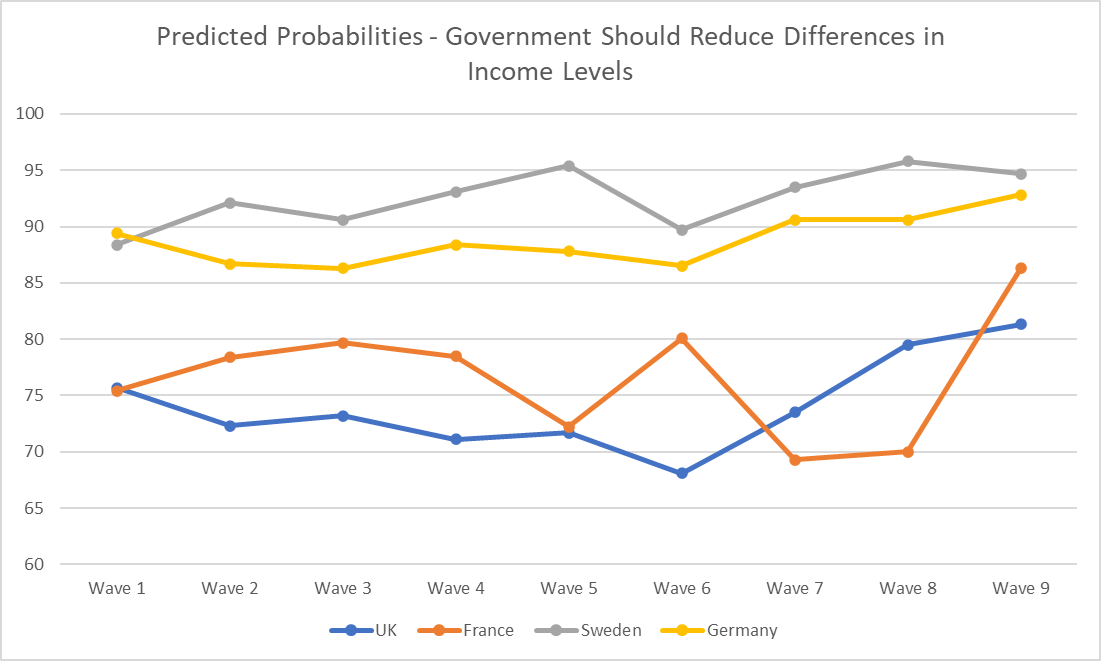 Predicted Probabilities - Government Should Reduce Differences in
Income Levels
100
95
90
85
80
75
70
65
60
Wave 1 Wave 2 Wave 3 Wave 4 Wave 5 Wave 6 Wave 7 Wave 8 Wave 9
UK France Sweden Germany